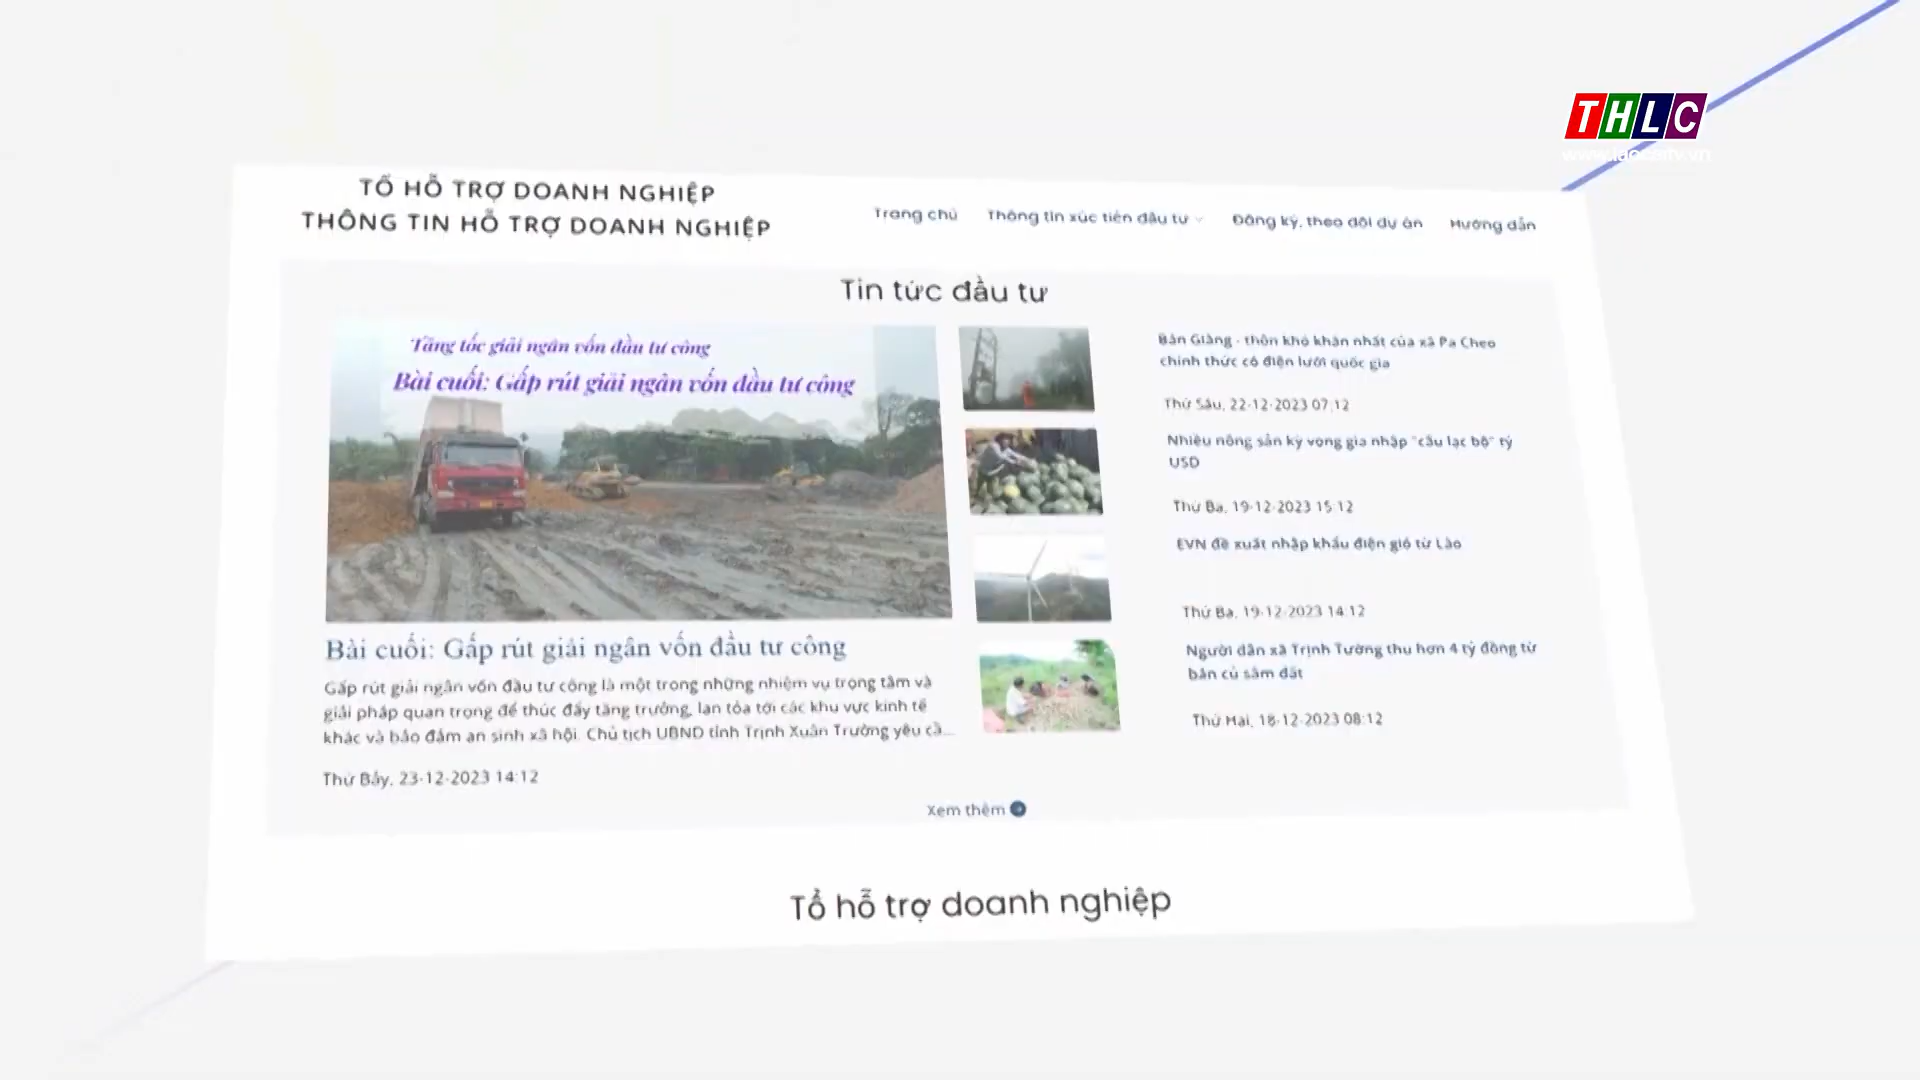 THLC
www.laocaitv.vn
TỔ HỖ TRỢ DOANH NGHIỆP
THÔNG TIN HỖ TRỢ DOANH NGHIỆP
Trang chủ
Thông tin xúc tiến đầu tư
Đăng ký, theo dõi dự án
Hướng dẫn
Tin tức đầu tư
Tăng tốc giải ngân vốn đầu tư công
Bài cuối: Gấp rút giải ngân vốn đầu tư công
Bài cuối: Gấp rút giải ngân vốn đầu tư công
Gấp rút giải ngân vốn đầu tư công là một trong những nhiệm vụ trọng tâm và
giải pháp quan trọng để thúc đẩy tăng trưởng, lan tỏa tới các khu vực kinh tế
khác và bảo đảm an sinh xã hội. Chủ tịch UBND tỉnh Trịnh Xuân Trường yêu cầ...
Thứ Bảy, 23-12-2023 14:12
Bản Giàng - thôn khó khăn nhất của xã Pa Cheo
chính thức có điện lưới quốc gia
Thứ Sáu, 22-12-2023 07:12
Nhiều nông sản kỳ vọng gia nhập "câu lạc bộ" tỷ
USD
Thứ Ba, 19-12-2023 15:12
EVN đề xuất nhập khẩu điện gió từ Lào
Thứ Ba, 19-12-2023 14:12
Người dân xã Trịnh Tường thu hơn 4 tỷ đồng từ
bán củ sâm đất
Thứ Hai, 18-12-2023 08:12
Xem thêm
Tổ hỗ trợ doanh nghiệp